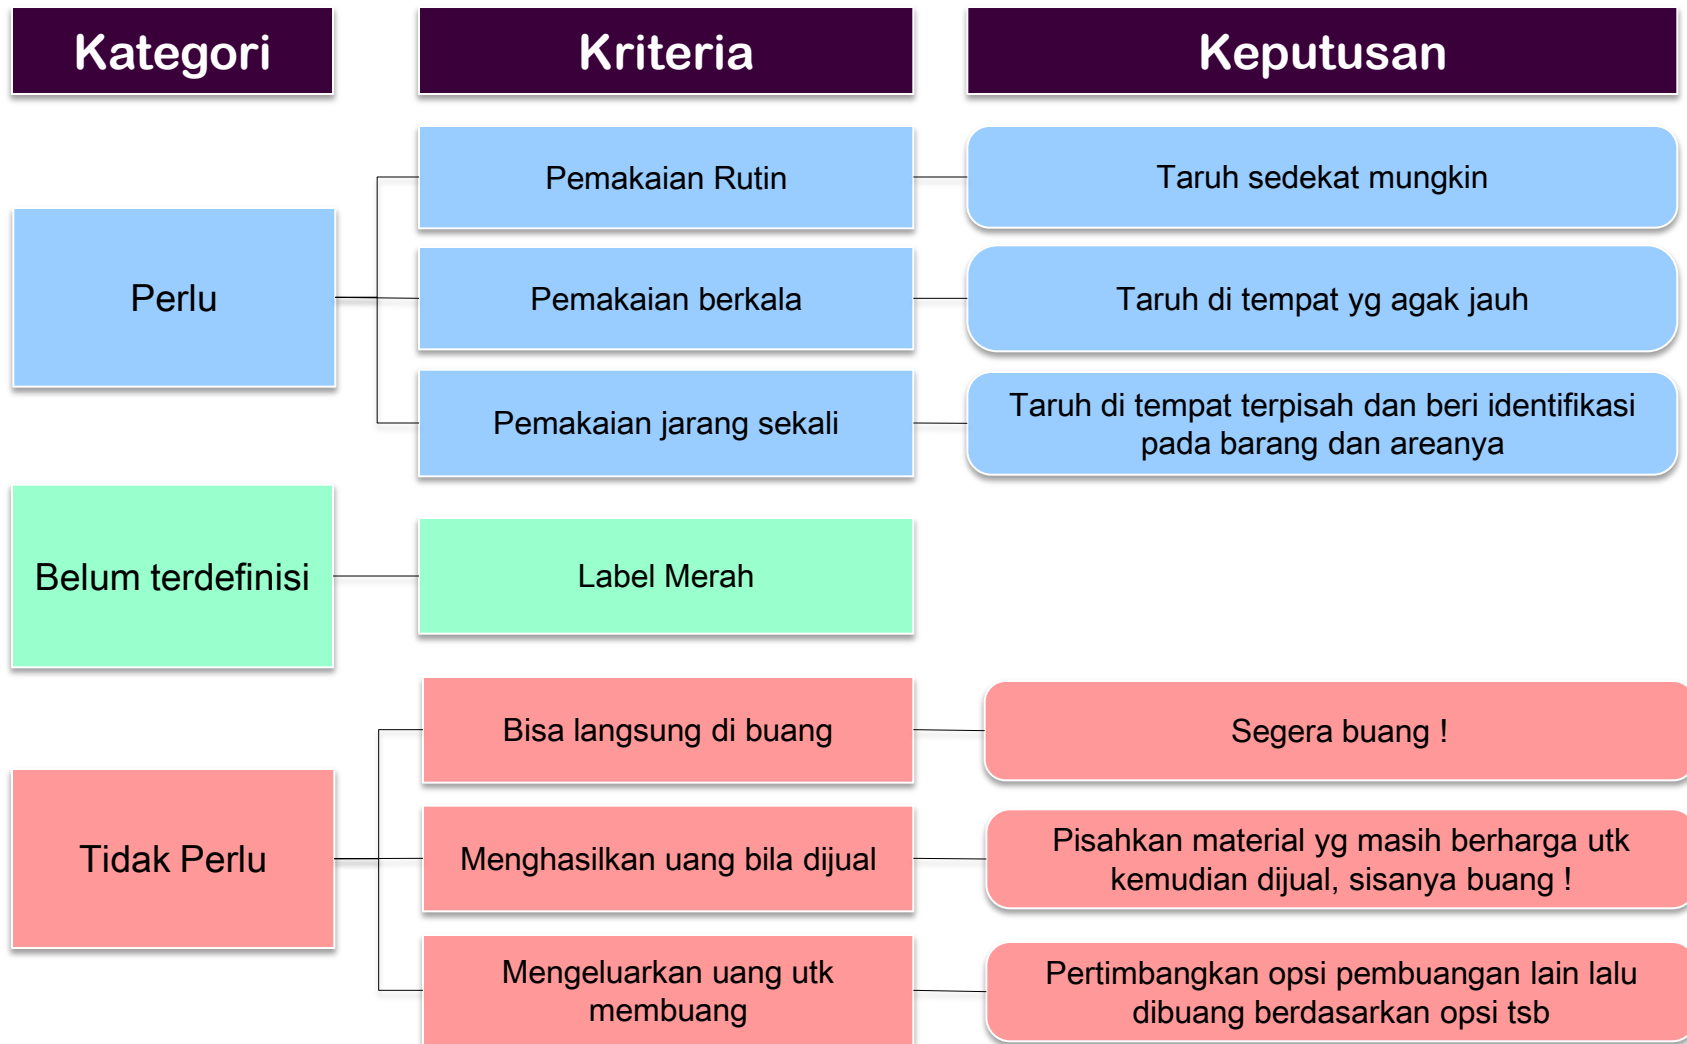 Kategori
Kriteria
Keputusan
Perlu
Pemakaian Rutin
Taruh sedekat mungkin
Pemakaian berkala
Taruh di tempat yg agak jauh
Pemakaian jarang sekali
Taruh di tempat terpisah dan beri identifikasi
pada barang dan areanya
Belum terdefinisi
Label Merah
Tidak Perlu
Bisa langsung di buang
Segera buang !
Menghasilkan uang bila dijual
Pisahkan material yg masih berharga utk
kemudian dijual, sisanya buang !
Mengeluarkan uang utk
membuang
Pertimbangkan opsi pembuangan lain lalu
dibuang berdasarkan opsi tsb